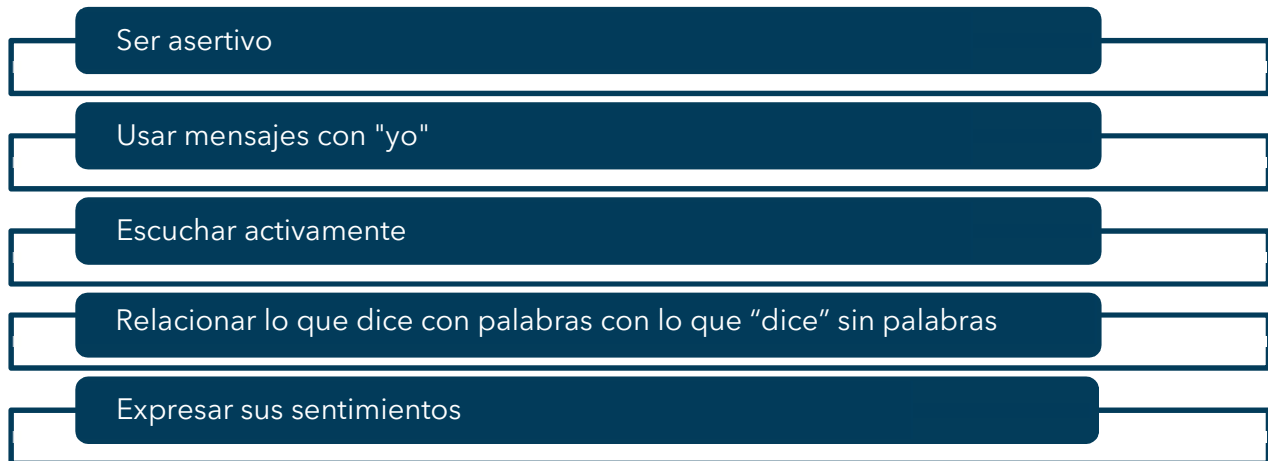 Ser asertivo
Usar mensajes con "yo"
Escuchar activamente
Relacionar lo que dice con palabras con lo que “dice” sin palabras
Expresar sus sentimientos